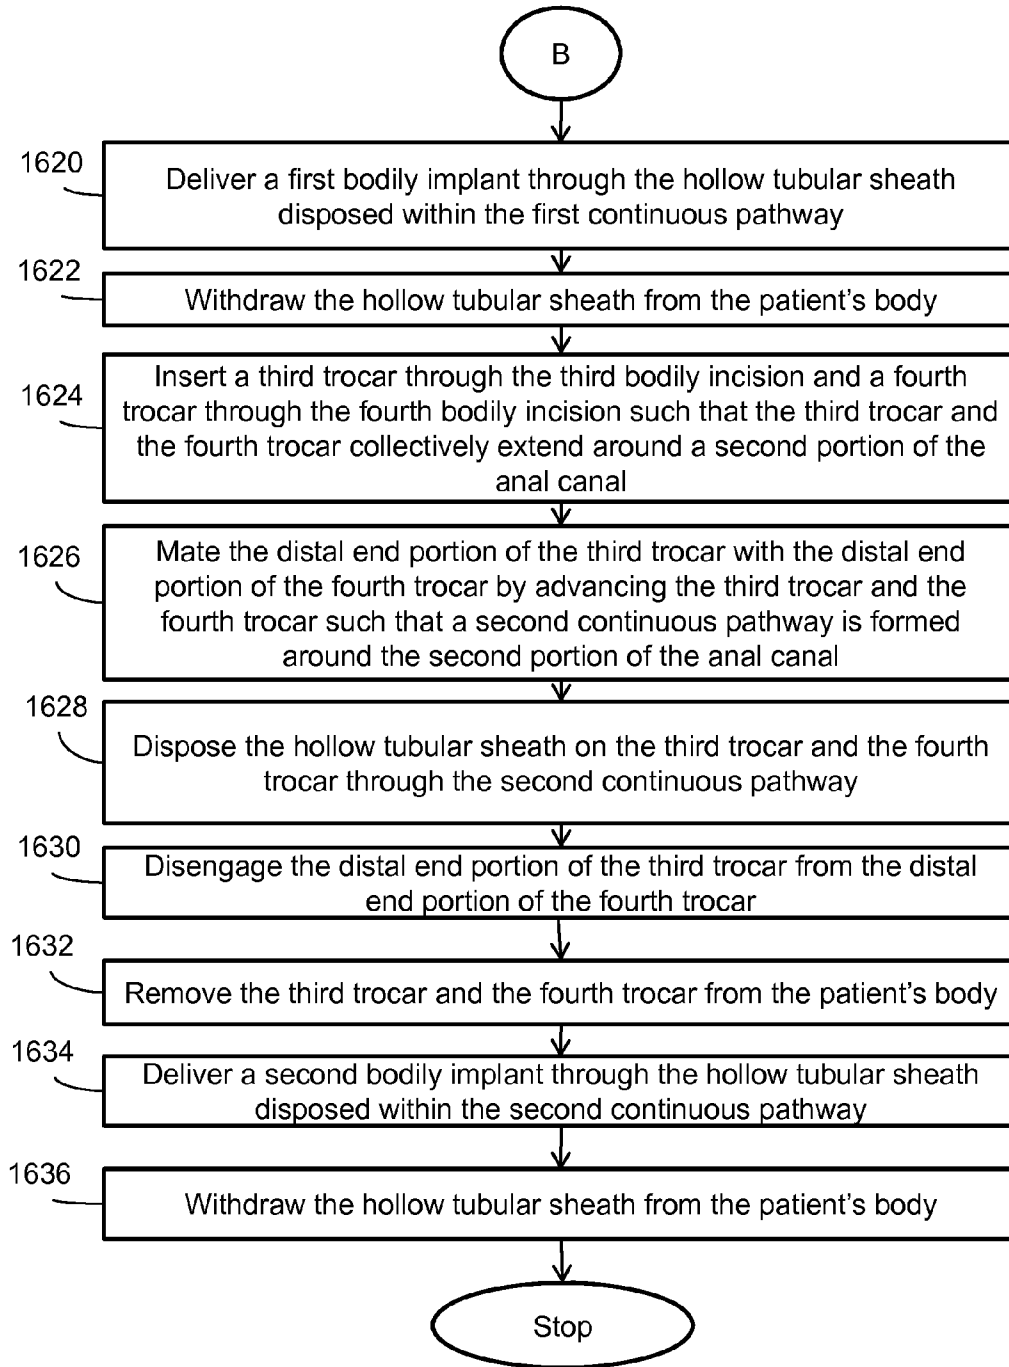 B
1620
Deliver a first bodily implant through the hollow tubular sheath
disposed within the first continuous pathway
1622
Withdraw the hollow tubular sheath from the patient's body
1624
Insert a third trocar through the third bodily incision and a fourth
trocar through the fourth bodily incision such that the third trocar and
the fourth trocar collectively extend around a second portion of the
anal canal
1626
Mate the distal end portion of the third trocar with the distal end
portion of the fourth trocar by advancing the third trocar and the
fourth trocar such that a second continuous pathway is formed
around the second portion of the anal canal
1628
Dispose the hollow tubular sheath on the third trocar and the fourth
trocar through the second continuous pathway
1630
Disengage the distal end portion of the third trocar from the distal
end portion of the fourth trocar
1632
Remove the third trocar and the fourth trocar from the patient's body
1634
Deliver a second bodily implant through the hollow tubular sheath
disposed within the second continuous pathway
1636
Withdraw the hollow tubular sheath from the patient's body
Stop